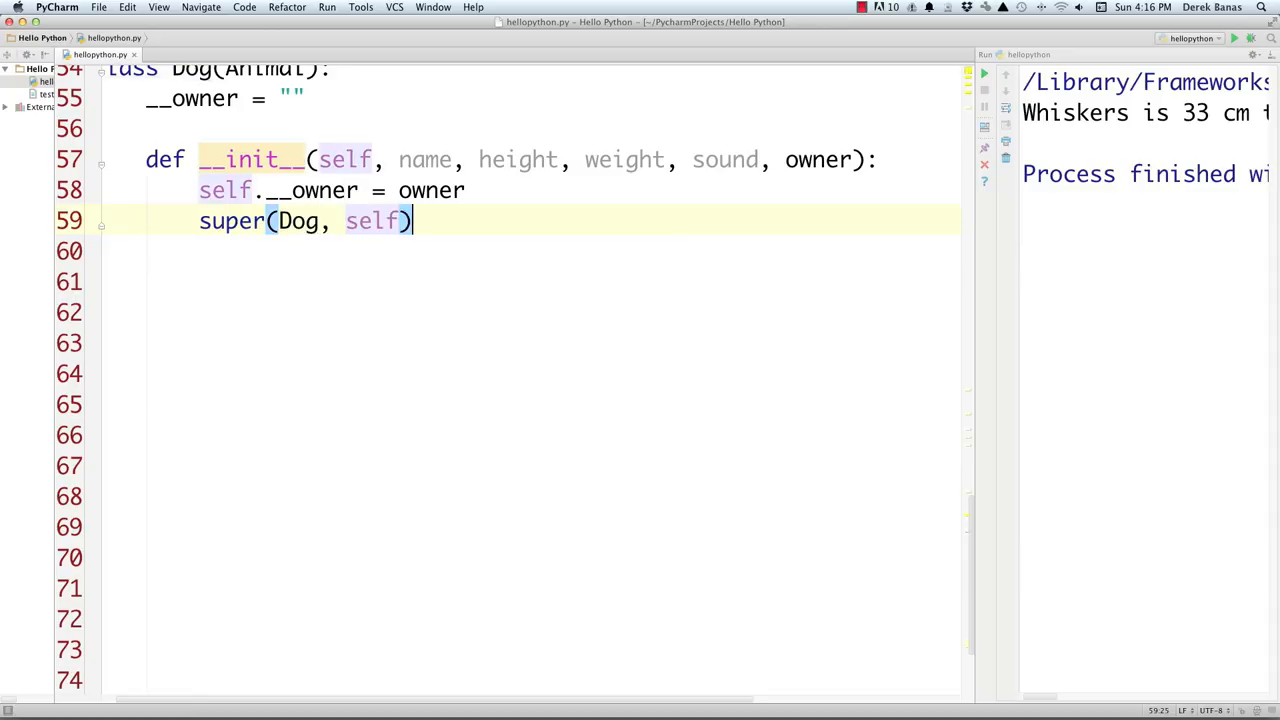 PyCharm File Edit View Navigate Code Refactor Run Tools VCS Window Help 10 Sun 4:16 PM Derek Banas
hellopython.py - Hello Python - [~/PycharmProjects/Hello Python]
Hello Python hellopython.py hellopython
hellopython.py Run hellopython
Hello P
hell
test
Externa
54 lass Dog(Animal):
55 __owner = ""
56
57 def __init__(self, name, height, weight, sound, owner):
58 self.__owner = owner
59 super(Dog, self)
60
61
62
63
64
65
66
67
68
69
70
71
72
73
74
/Library/Frameworks
Whiskers is 33 cm t
Process finished wi
59:25 LF UTF-8